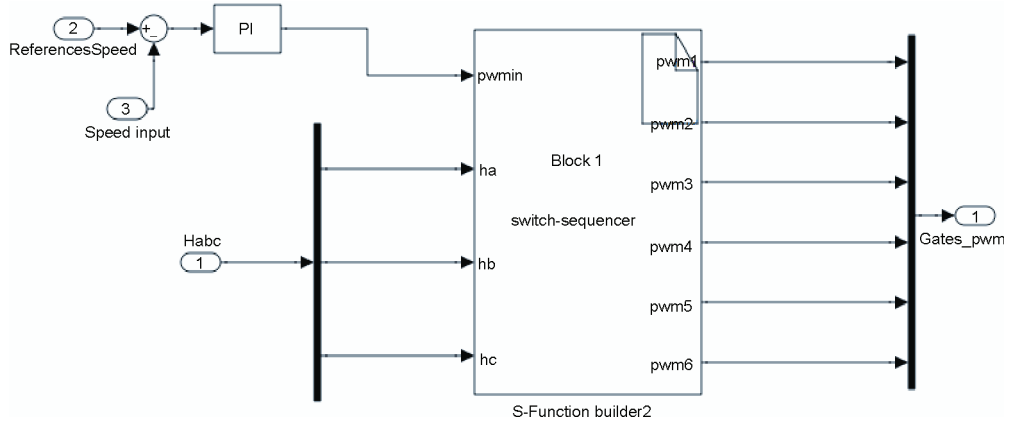 2
+
-
PI
ReferencesSpeed
3
Speed input
pwmin
pwm1
pwm2
Block 1
ha
pwm3
switch-sequencer
Habc
1
hb
pwm4
1
Gates_pwm
pwm5
hc
pwm6
S-Function builder2